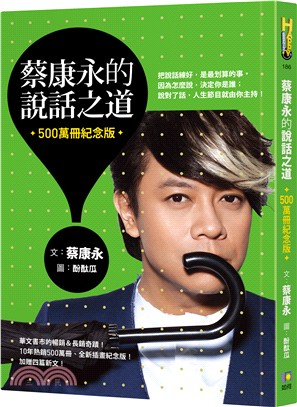 蔡康永的
說話之道
500萬冊紀念版
把說話練好，是最划算的事。
因為怎麼說，決定你是誰；
說對了話，人生節目就由你主持！
文：蔡康永
圖：酚酞瓜
華文書市的暢銷＆長銷奇蹟！
10年熱銷500萬冊，全新插畫紀念版！
加贈四篇新文！
三民
蔡康永的說話之道
500萬冊紀念版
文：蔡康永
圖：酚酞瓜
如何